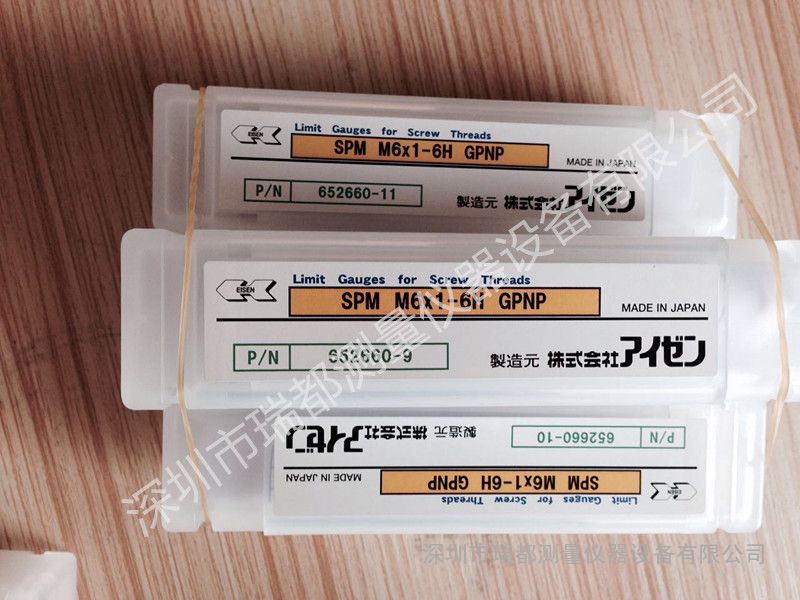 EISEN
Limit Gauges for Screw Threads
SPM M6x1-6H GPNP
MADE IN JAPAN
P/N 652660-11
製造元 株式会社アイゼン
EISEN
Limit Gauges for Screw Threads
SPM M6x1-6H GPNP
MADE IN JAPAN
P/N 652660-9
製造元 株式会社アイゼン
EISEN
Limit Gauges for Screw Threads
SPM M6x1-6H GPNP
MADE IN JAPAN
P/N 652660-10
製造元 株式会社アイゼン
深圳市瑞都测量仪器设备有限公司
深圳市瑞都测量仪器设备有限公司